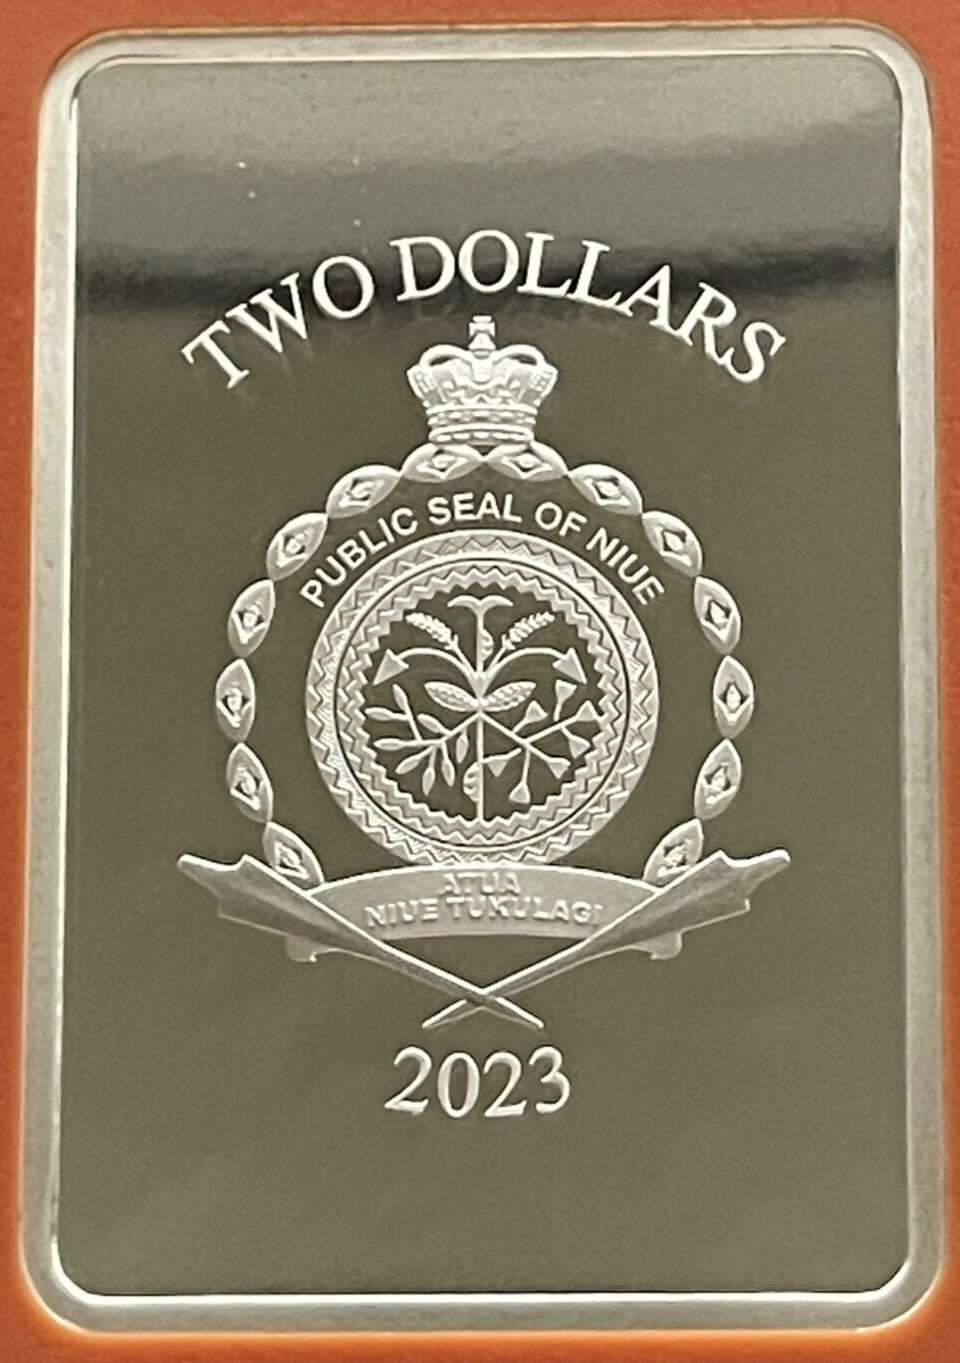 TWO DOLLARS
PUBLIC SEAL OF NIUE
ATUA
NIUE TUKULAGI
2023